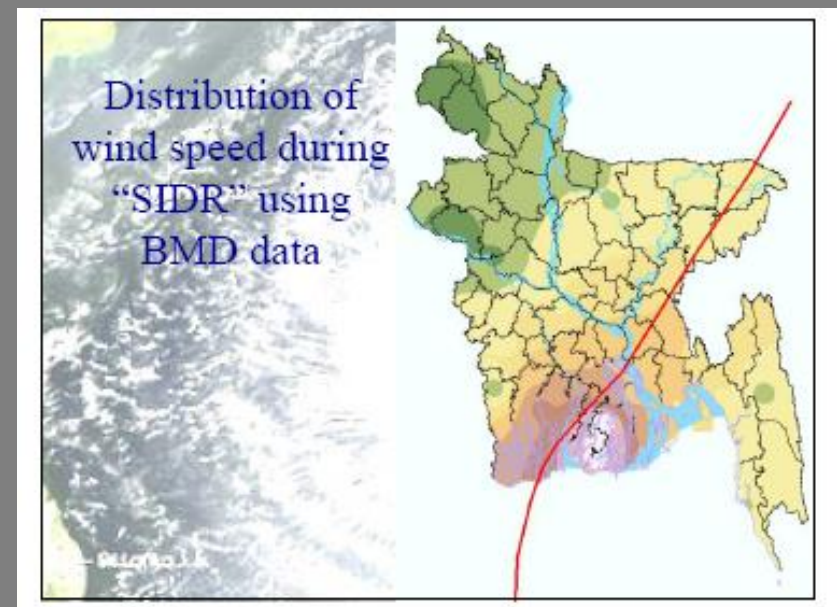 Distribution of
wind speed during
“SIDR” using
BMD data